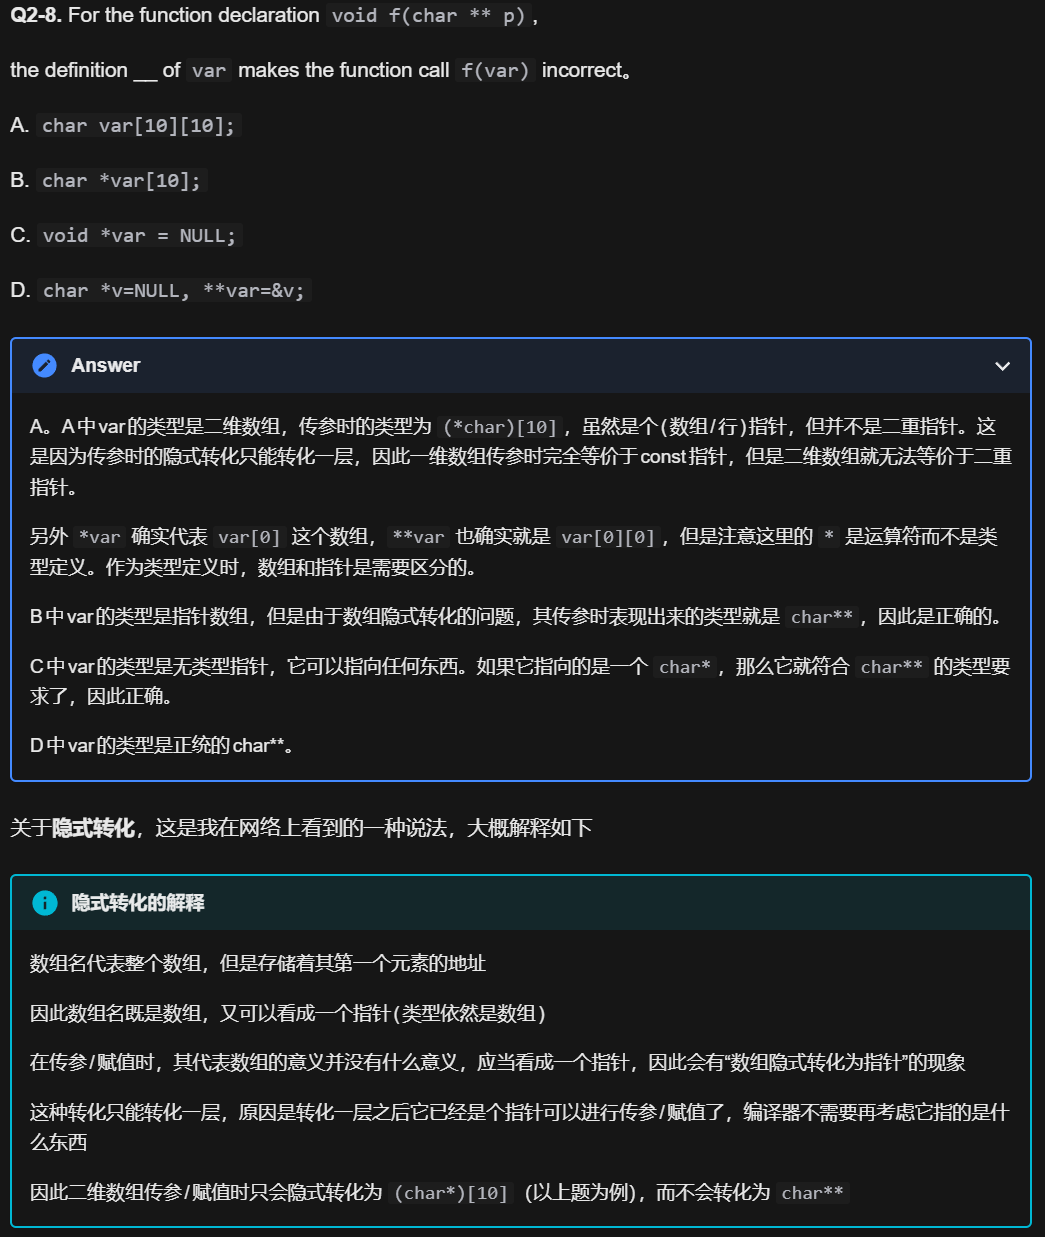 Q2-8. For the function declaration void f(char ** p) ,
the definition __ of var makes the function call f(var) incorrect。
A. char var[10][10];
B. char *var[10];
C. void *var = NULL;
D. char *v=NULL, **var=&v;
Answer
A。A中var的类型是二维数组，传参时的类型为 (*char)[10] ，虽然是个(数组/行)指针，但并不是二重指针。这
是因为传参时的隐式转化只能转化一层，因此一维数组传参时完全等价于const指针，但是二维数组就无法等价于二重
指针。
另外 *var 确实代表 var[0] 这个数组， **var 也确实就是 var[0][0] ，但是注意这里的 * 是运算符而不是类
型定义。作为类型定义时，数组和指针是需要区分的。
B中var的类型是指针数组，但是由于数组隐式转化的问题，其传参时表现出来的类型就是 char** ，因此是正确的。
C中var的类型是无类型指针，它可以指向任何东西。如果它指向的是一个 char* ，那么它就符合 char** 的类型要
求了，因此正确。
D中var的类型是正统的char**。
关于隐式转化，这是我在网络上看到的一种说法，大概解释如下
隐式转化的解释
数组名代表整个数组，但是存储着其第一个元素的地址
因此数组名既是数组，又可以看成一个指针(类型依然是数组)
在传参/赋值时，其代表数组的意义并没有什么意义，应当看成一个指针，因此会有“数组隐式转化为指针”的现象
这种转化只能转化一层，原因是转化一层之后它已经是个指针可以进行传参/赋值了，编译器不需要再考虑它指的是什
么东西
因此二维数组传参/赋值时只会隐式转化为 (char*)[10] （以上题为例），而不会转化为 char**